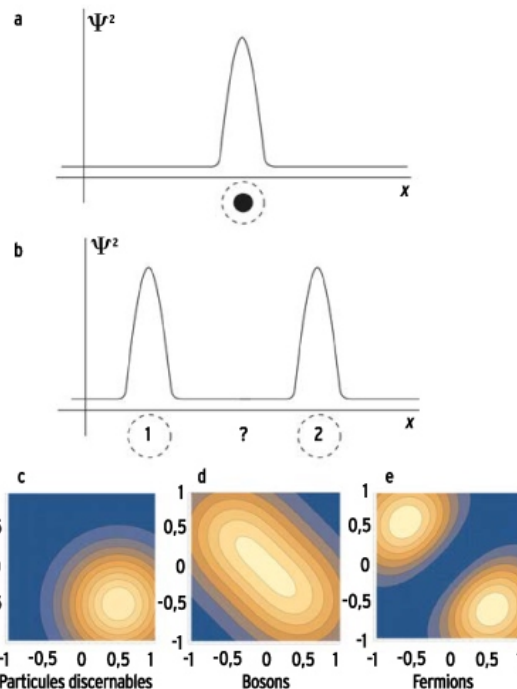 a
Ψ²
x
b
Ψ²
1 ? 2
x
c d e
1 1
0,5 0,5
0 0
-0,5 -0,5
-1 -1
-1 -0,5 0 0,5 1 -1 -0,5 0 0,5 1 -1 -0,5 0 0,5 1
Particules discernables Bosons Fermions